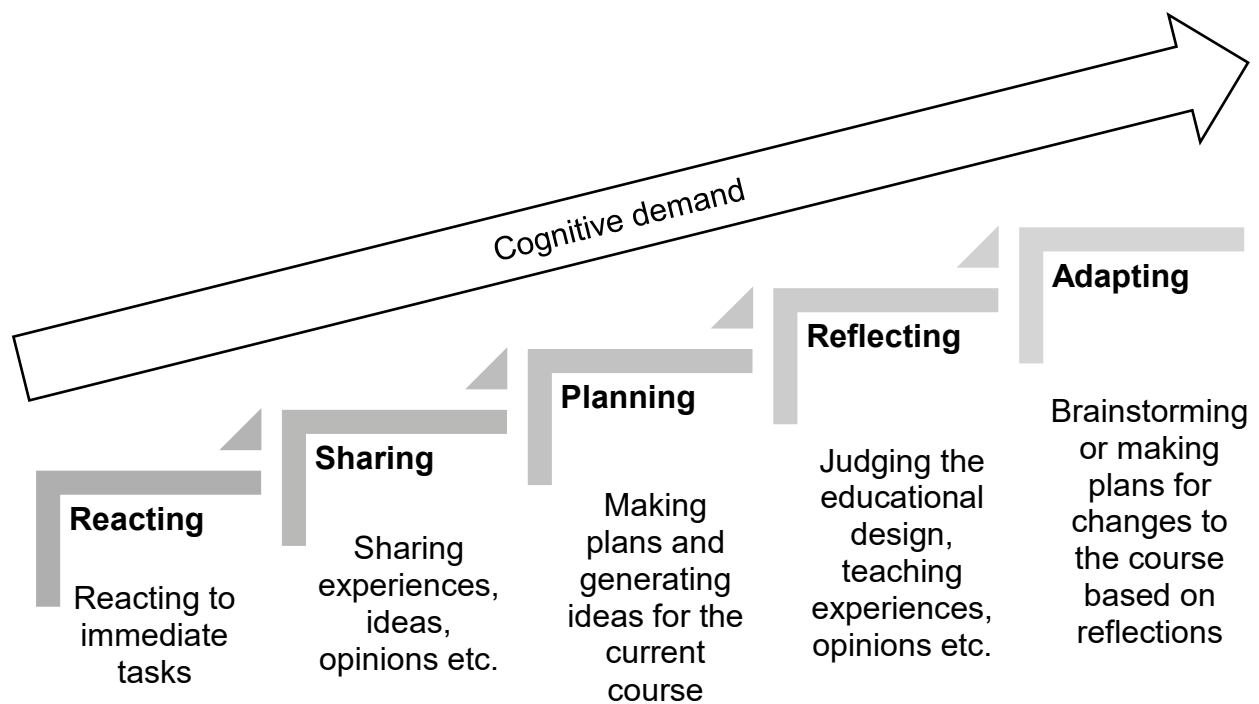 Cognitive demand
Reacting
Reacting to
immediate
tasks
Sharing
Sharing
experiences,
ideas,
opinions etc.
Planning
Making
plans and
generating
ideas for the
current
course
Reflecting
Judging the
educational
design,
teaching
experiences,
opinions etc.
Adapting
Brainstorming
or making
plans for
changes to
the course
based on
reflections